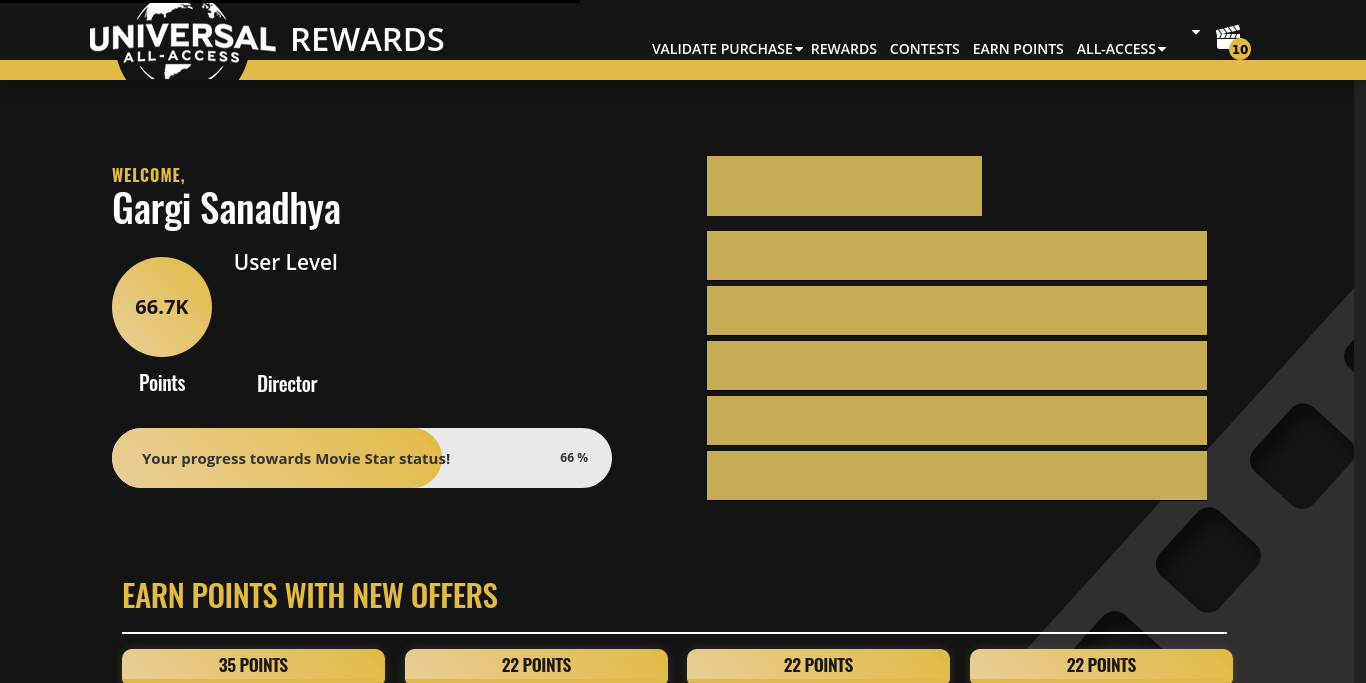 UNIVERSAL
ALL-ACCESS
REWARDS
VALIDATE PURCHASE REWARDS CONTESTS EARN POINTS ALL-ACCESS
10
WELCOME,
Gargi Sanadhya
User Level
66.7K
Points
Director
Your progress towards Movie Star status!
66 %
EARN POINTS WITH NEW OFFERS
35 POINTS
22 POINTS
22 POINTS
22 POINTS